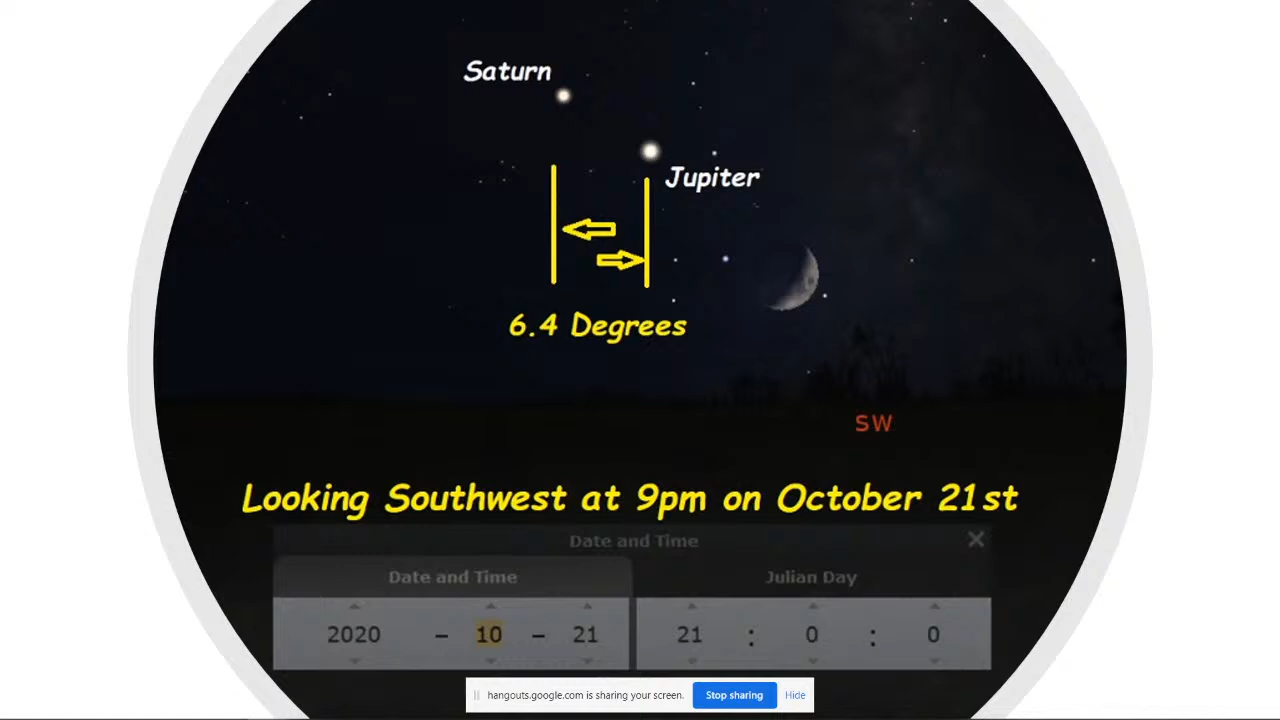 Saturn
Jupiter
6.4 Degrees
SW
Looking Southwest at 9pm on October 21st
Date and Time
Date and Time
Julian Day
2020 - 10 - 21
21 : 0 : 0
hangouts.google.com is sharing your screen.
Stop sharing
Hide